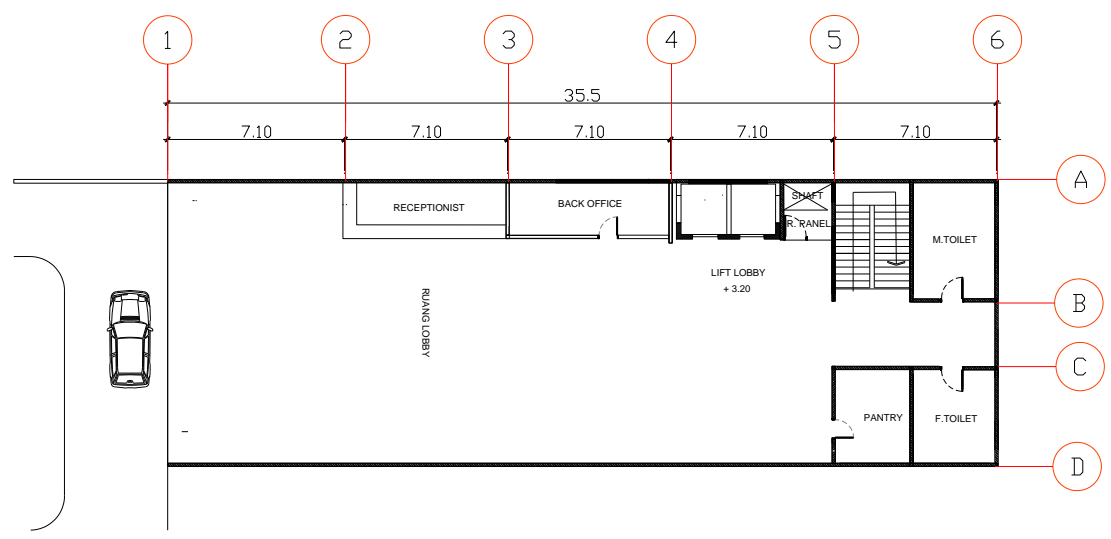 1 2 3 4 5 6
35.5
7.10 7.10 7.10 7.10 7.10
A
RECEPTIONIST
BACK OFFICE
SHAFT
R. PANEL
M.TOILET
LIFT LOBBY
+ 3.20
RUANG LOBBY
B
C
PANTRY
F.TOILET
D